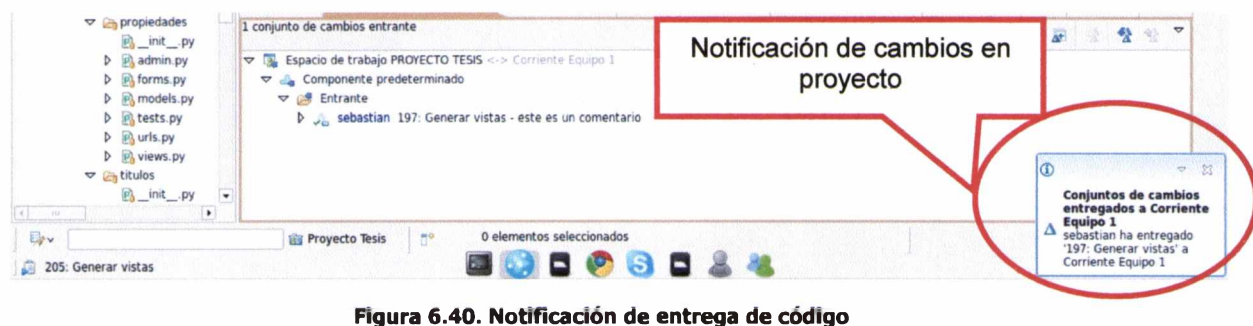 propiedades
__init__.py
admin.py
forms.py
models.py
tests.py
urls.py
views.py
titulos
__init__.py
1 conjunto de cambios entrante
Espacio de trabajo PROYECTO TESIS <-> Corriente Equipo 1
Componente predeterminado
Entrante
sebastian 197: Generar vistas - este es un comentario
Notificación de cambios en
proyecto
Conjuntos de cambios
entregados a Corriente
Equipo 1
sebastian ha entregado
'197: Generar vistas' a
Corriente Equipo 1
Proyecto Tesis
0 elementos seleccionados
205: Generar vistas
Figura 6.40. Notificación de entrega de código